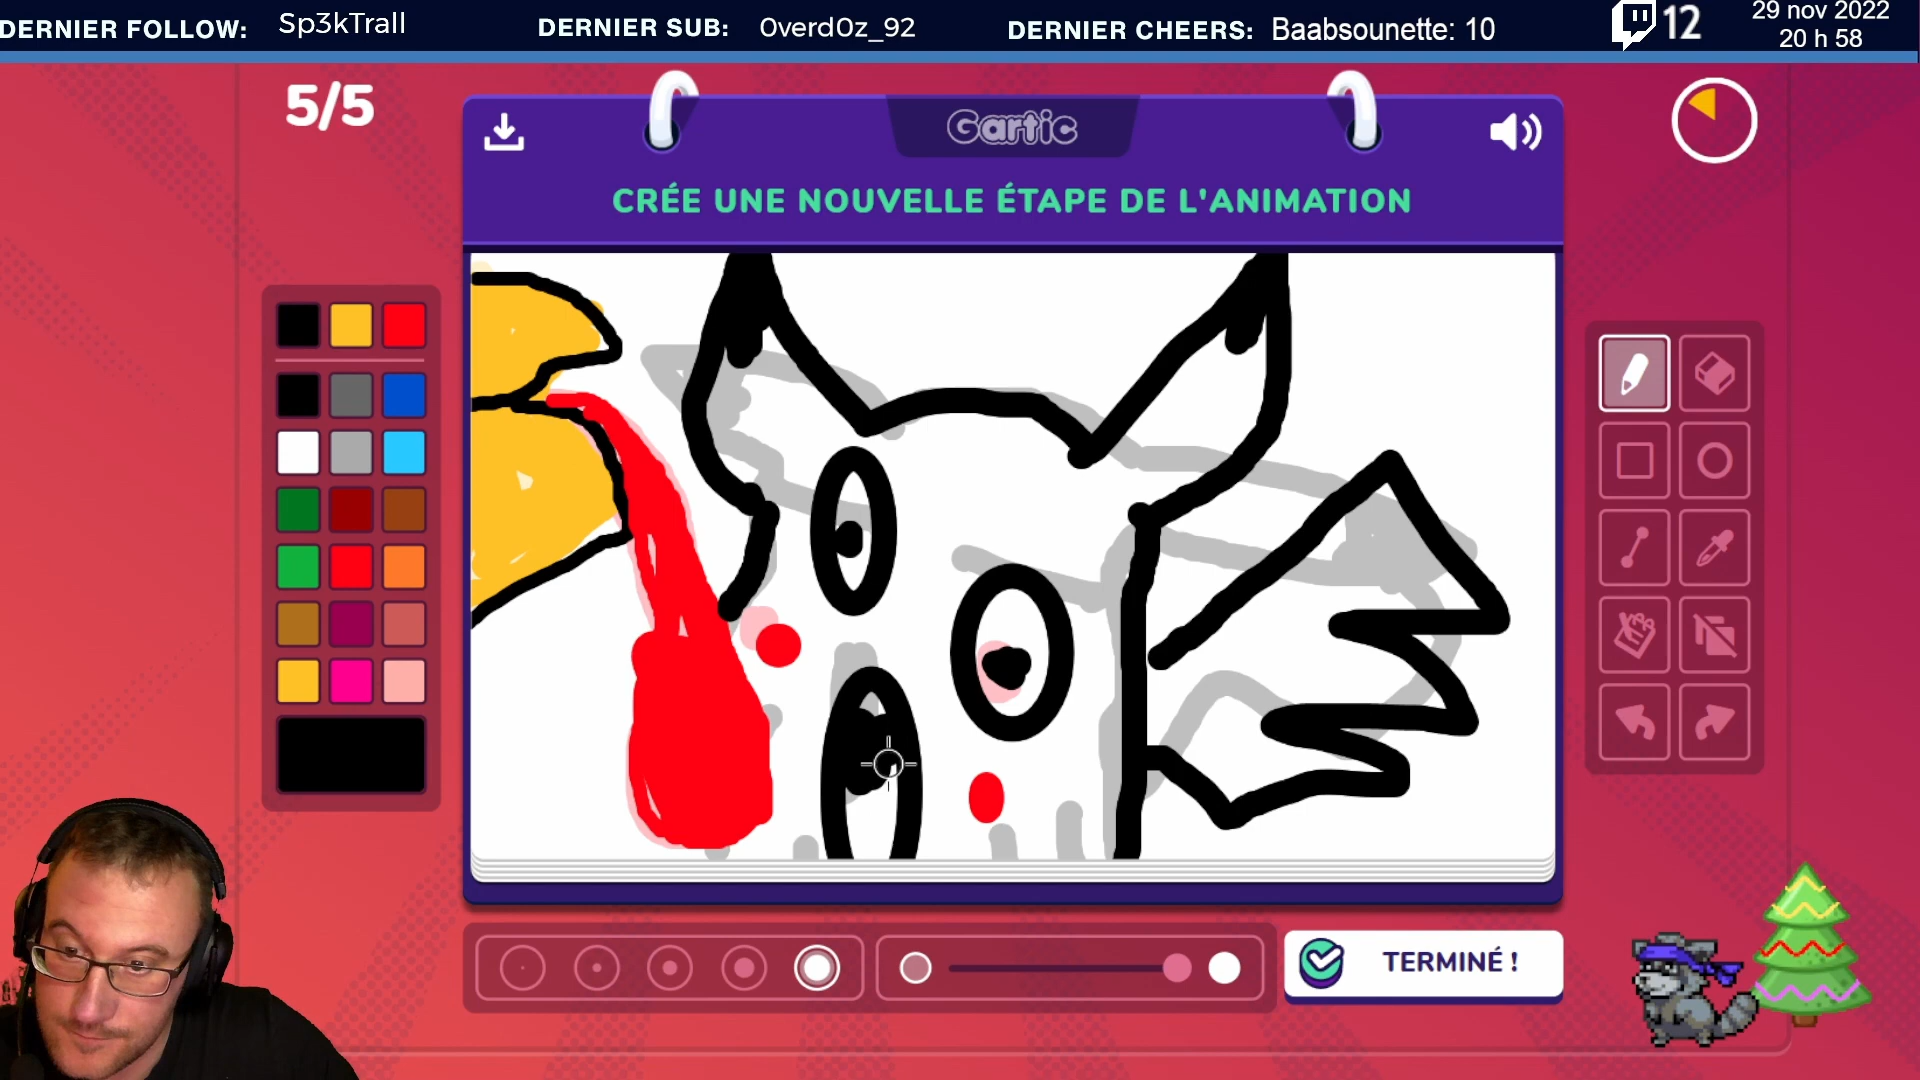 DERNIER FOLLOW: Sp3kTrall
DERNIER SUB: 0verd0z_92
DERNIER CHEERS: Baabsounette: 10
12
29 nov 2022
20 h 58
5/5
Gartic
CRÉE UNE NOUVELLE ÉTAPE DE L'ANIMATION
TERMINÉ !